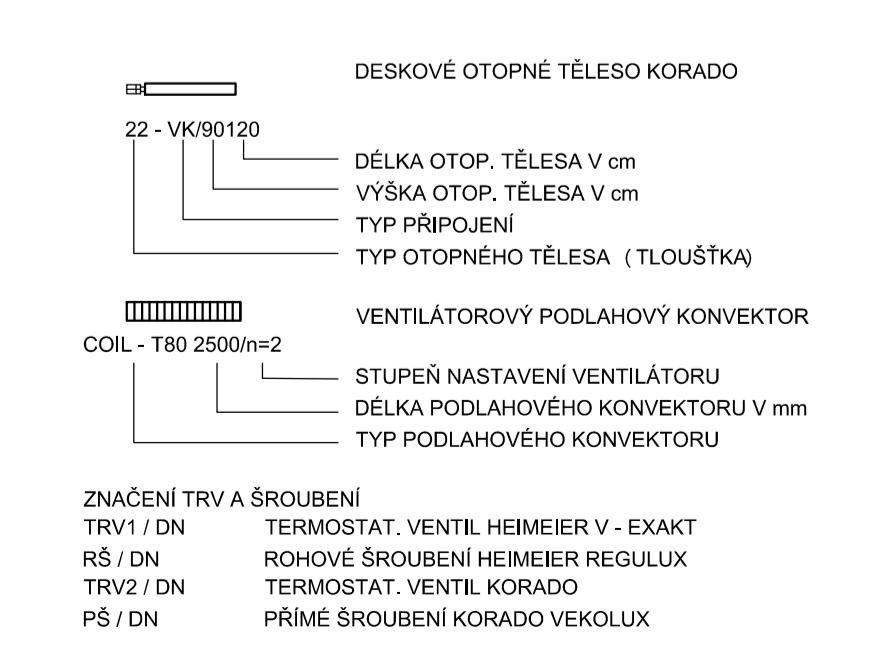 DESKOVÉ OTOPNÉ TĚLESO KORADO
22 - VK/90120
DÉLKA OTOP. TĚLESA V cm
VÝŠKA OTOP. TĚLESA V cm
TYP PŘIPOJENÍ
TYP OTOPNÉHO TĚLESA ( TLOUŠŤKA)
VENTILÁTOROVÝ PODLAHOVÝ KONVEKTOR
COIL - T80 2500/n=2
STUPEŇ NASTAVENÍ VENTILÁTORU
DÉLKA PODLAHOVÉHO KONVEKTORU V mm
TYP PODLAHOVÉHO KONVEKTORU
ZNAČENÍ TRV A ŠROUBENÍ
TRV1 / DN TERMOSTAT. VENTIL HEIMEIER V - EXAKT
RŠ / DN ROHOVÉ ŠROUBENÍ HEIMEIER REGULUX
TRV2 / DN TERMOSTAT. VENTIL KORADO
PŠ / DN PŘÍMÉ ŠROUBENÍ KORADO VEKOLUX